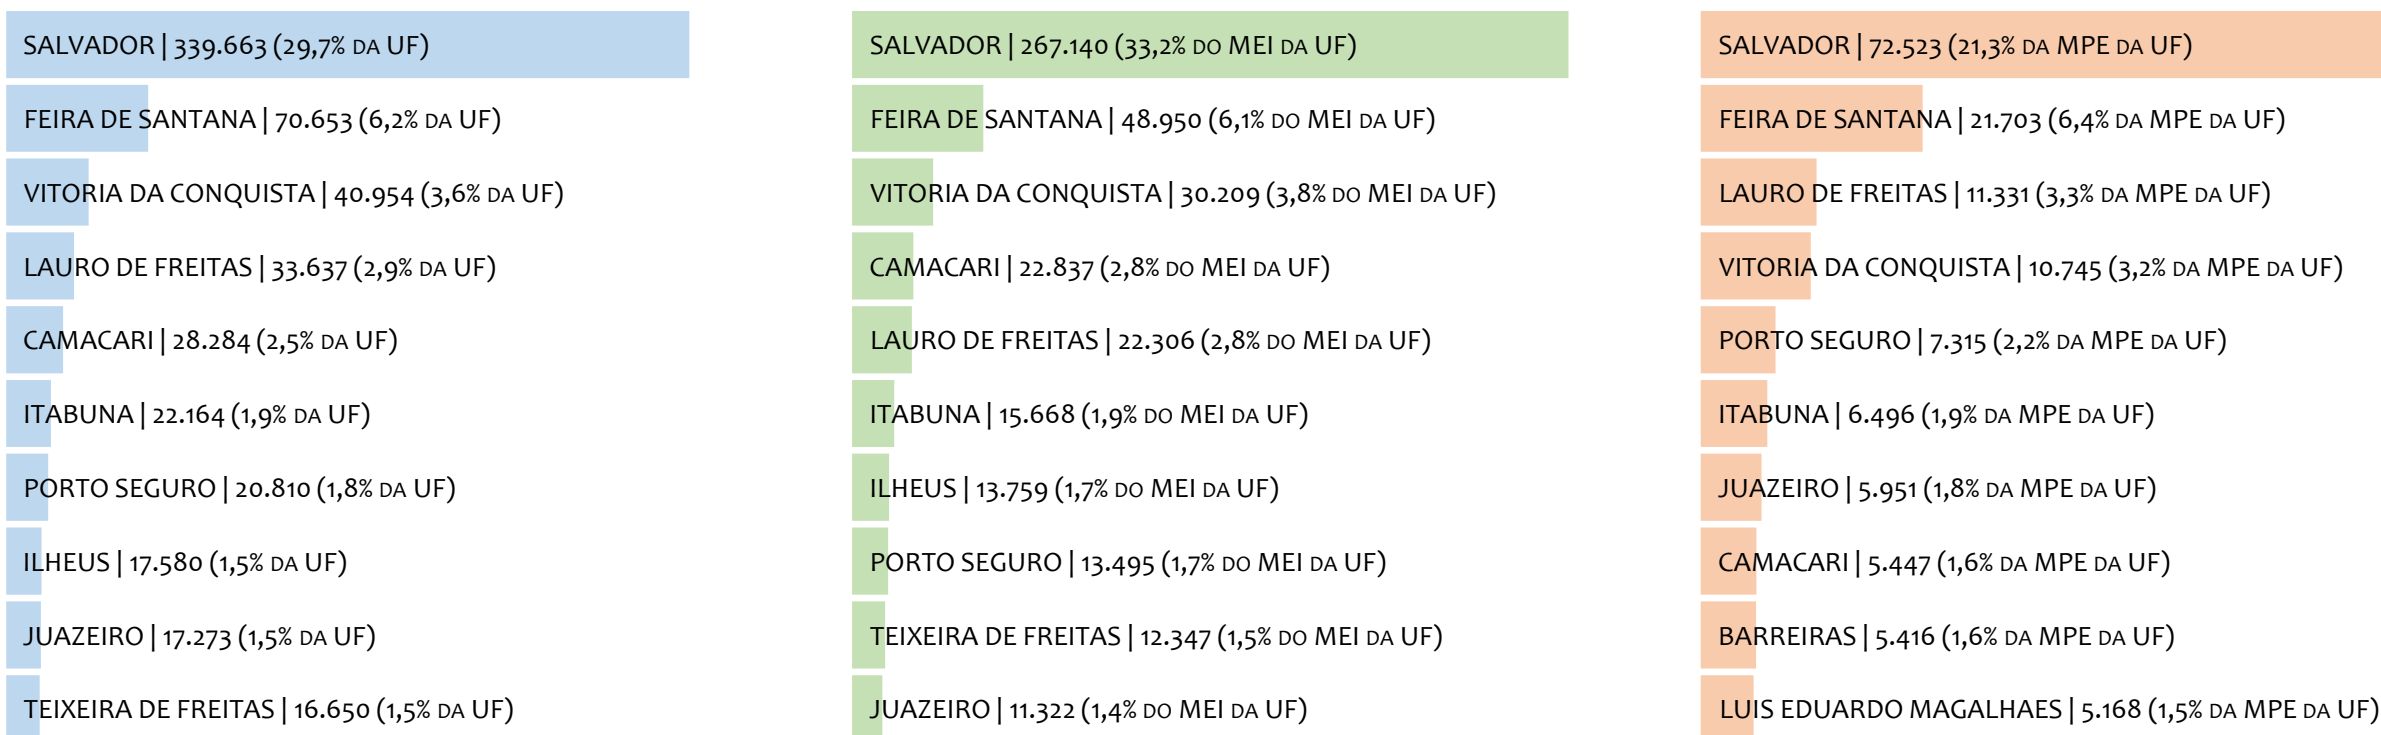 SALVADOR | 339.663 (29,7% DA UF)
FEIRA DE SANTANA | 70.653 (6,2% DA UF)
VITORIA DA CONQUISTA | 40.954 (3,6% DA UF)
LAURO DE FREITAS | 33.637 (2,9% DA UF)
CAMACARI | 28.284 (2,5% DA UF)
ITABUNA | 22.164 (1,9% DA UF)
PORTO SEGURO | 20.810 (1,8% DA UF)
ILHEUS | 17.580 (1,5% DA UF)
JUAZEIRO | 17.273 (1,5% DA UF)
TEIXEIRA DE FREITAS | 16.650 (1,5% DA UF)
SALVADOR | 267.140 (33,2% DO MEI DA UF)
FEIRA DE SANTANA | 48.950 (6,1% DO MEI DA UF)
VITORIA DA CONQUISTA | 30.209 (3,8% DO MEI DA UF)
CAMACARI | 22.837 (2,8% DO MEI DA UF)
LAURO DE FREITAS | 22.306 (2,8% DO MEI DA UF)
ITABUNA | 15.668 (1,9% DO MEI DA UF)
ILHEUS | 13.759 (1,7% DO MEI DA UF)
PORTO SEGURO | 13.495 (1,7% DO MEI DA UF)
TEIXEIRA DE FREITAS | 12.347 (1,5% DO MEI DA UF)
JUAZEIRO | 11.322 (1,4% DO MEI DA UF)
SALVADOR | 72.523 (21,3% DA MPE DA UF)
FEIRA DE SANTANA | 21.703 (6,4% DA MPE DA UF)
LAURO DE FREITAS | 11.331 (3,3% DA MPE DA UF)
VITORIA DA CONQUISTA | 10.745 (3,2% DA MPE DA UF)
PORTO SEGURO | 7.315 (2,2% DA MPE DA UF)
ITABUNA | 6.496 (1,9% DA MPE DA UF)
JUAZEIRO | 5.951 (1,8% DA MPE DA UF)
CAMACARI | 5.447 (1,6% DA MPE DA UF)
BARREIRAS | 5.416 (1,6% DA MPE DA UF)
LUIS EDUARDO MAGALHAES | 5.168 (1,5% DA MPE DA UF)